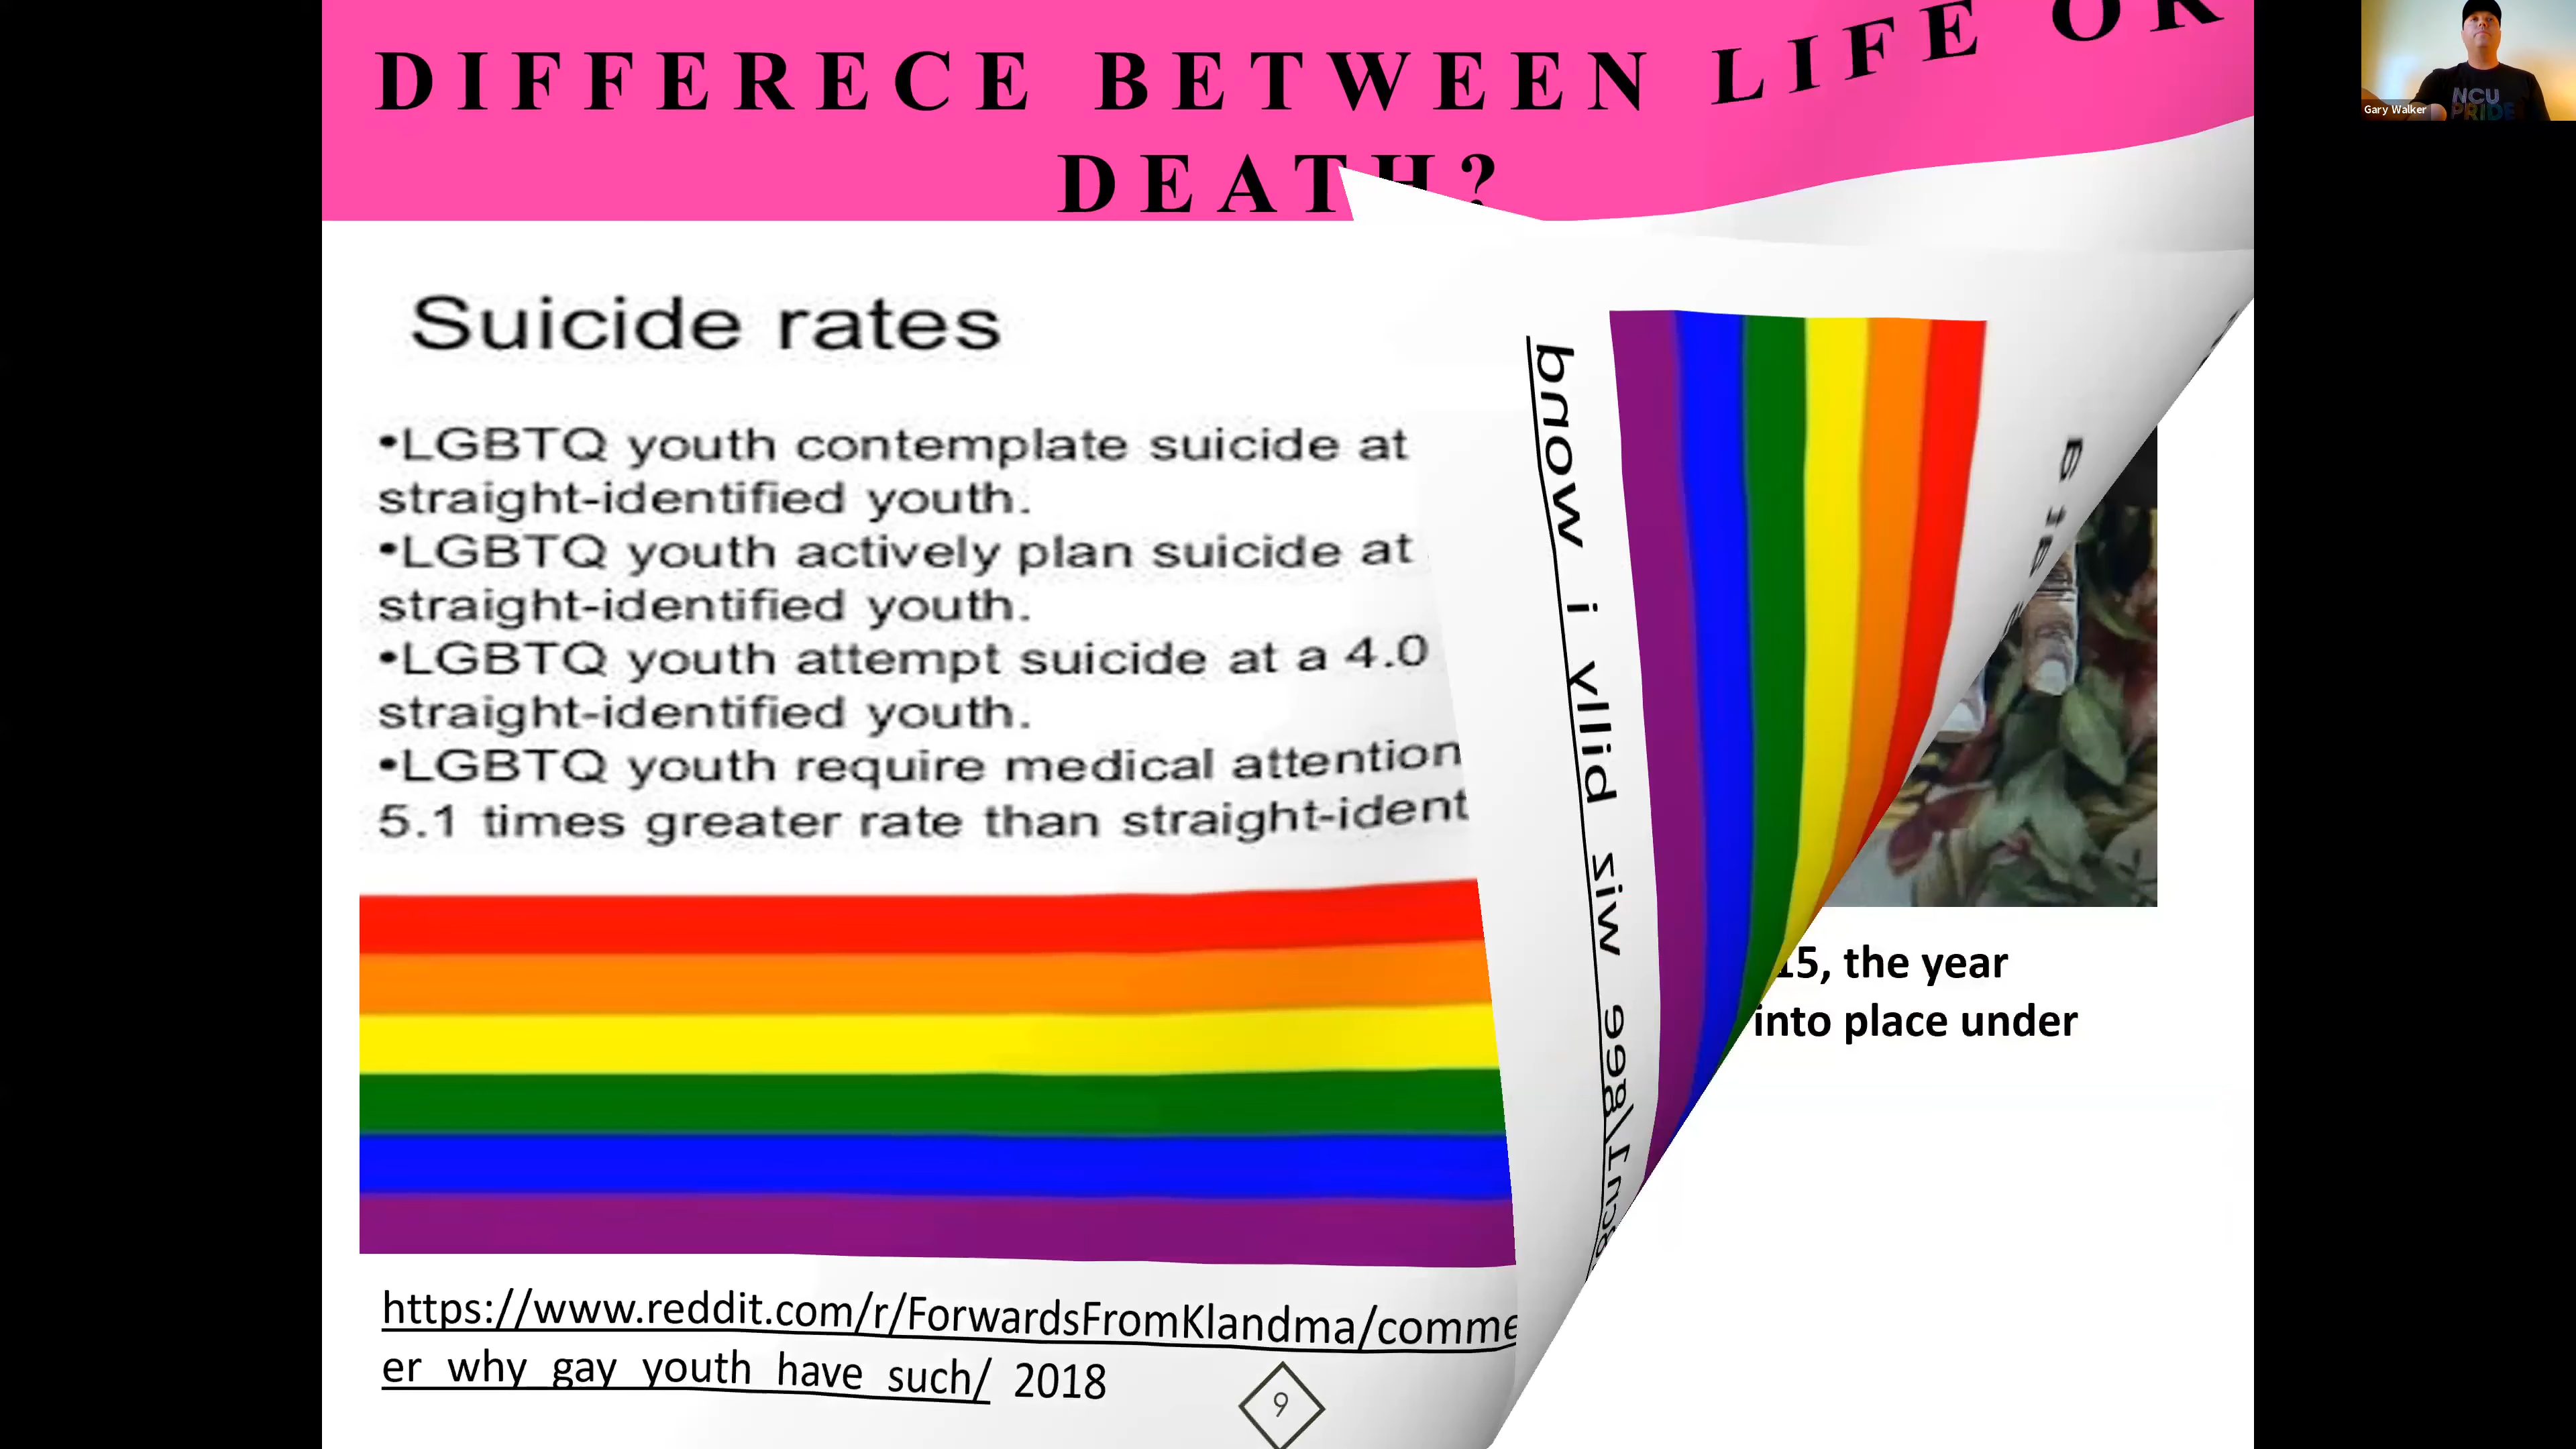 DIFFERECE BETWEEN LIFE OR
DEATH?
Suicide rates
•LGBTQ youth contemplate suicide at
straight-identified youth.
•LGBTQ youth actively plan suicide at
straight-identified youth.
•LGBTQ youth attempt suicide at a 4.0
straight-identified youth.
•LGBTQ youth require medical attention
5.1 times greater rate than straight-ident
https://www.reddit.com/r/ForwardsFromKlandma/comme
er_why_gay_youth_have_such/ 2018
9
15, the year
into place under
Gary Walker
NCU
PRIDE